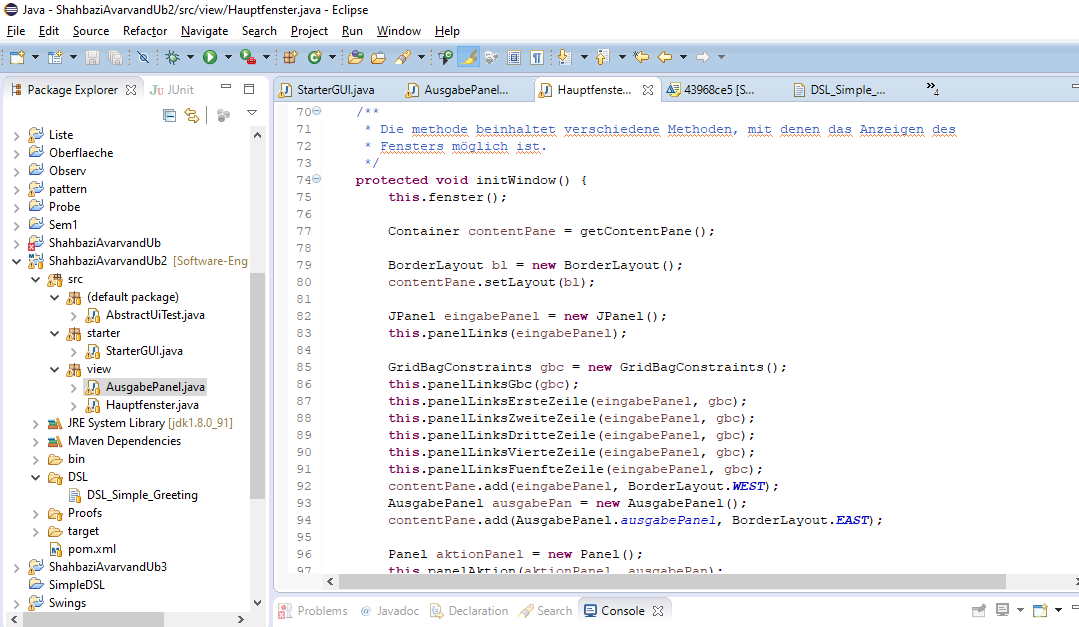 Java - ShahbaziAvarvandUb2/src/view/Hauptfenster.java - Eclipse
File Edit Source Refactor Navigate Search Project Run Window Help
Package Explorer JUnit
StarterGUI.java AusgabePanel... Hauptfenste... 43968ce5 [S... DSL_Simple_... »4
Liste
Oberflaeche
Observ
pattern
Probe
Sem1
ShahbaziAvarvandUb
ShahbaziAvarvandUb2 [Software-Eng
src
(default package)
AbstractUiTest.java
starter
StarterGUI.java
view
AusgabePanel.java
Hauptfenster.java
JRE System Library [jdk1.8.0_91]
Maven Dependencies
bin
DSL
DSL_Simple_Greeting
Proofs
target
pom.xml
ShahbaziAvarvandUb3
SimpleDSL
Swings
70 /**
71 * Die methode beinhaltet verschiedene Methoden, mit denen das Anzeigen des
72 * Fensters möglich ist.
73 */
74 protected void initWindow() {
75 this.fenster();
76
77 Container contentPane = getContentPane();
78
79 BorderLayout bl = new BorderLayout();
80 contentPane.setLayout(bl);
81
82 JPanel eingabePanel = new JPanel();
83 this.panelLinks(eingabePanel);
84
85 GridBagConstraints gbc = new GridBagConstraints();
86 this.panelLinksGbc(gbc);
87 this.panelLinksErsteZeile(eingabePanel, gbc);
88 this.panelLinksZweiteZeile(eingabePanel, gbc);
89 this.panelLinksDritteZeile(eingabePanel, gbc);
90 this.panelLinksVierteZeile(eingabePanel, gbc);
91 this.panelLinksFuenfteZeile(eingabePanel, gbc);
92 contentPane.add(eingabePanel, BorderLayout.WEST);
93 AusgabePanel ausgabePan = new AusgabePanel();
94 contentPane.add(AusgabePanel.ausgabePanel, BorderLayout.EAST);
95
96 Panel aktionPanel = new Panel();
97 this.panelAktion(aktionPanel, ausgabePan);
Problems Javadoc Declaration Search Console